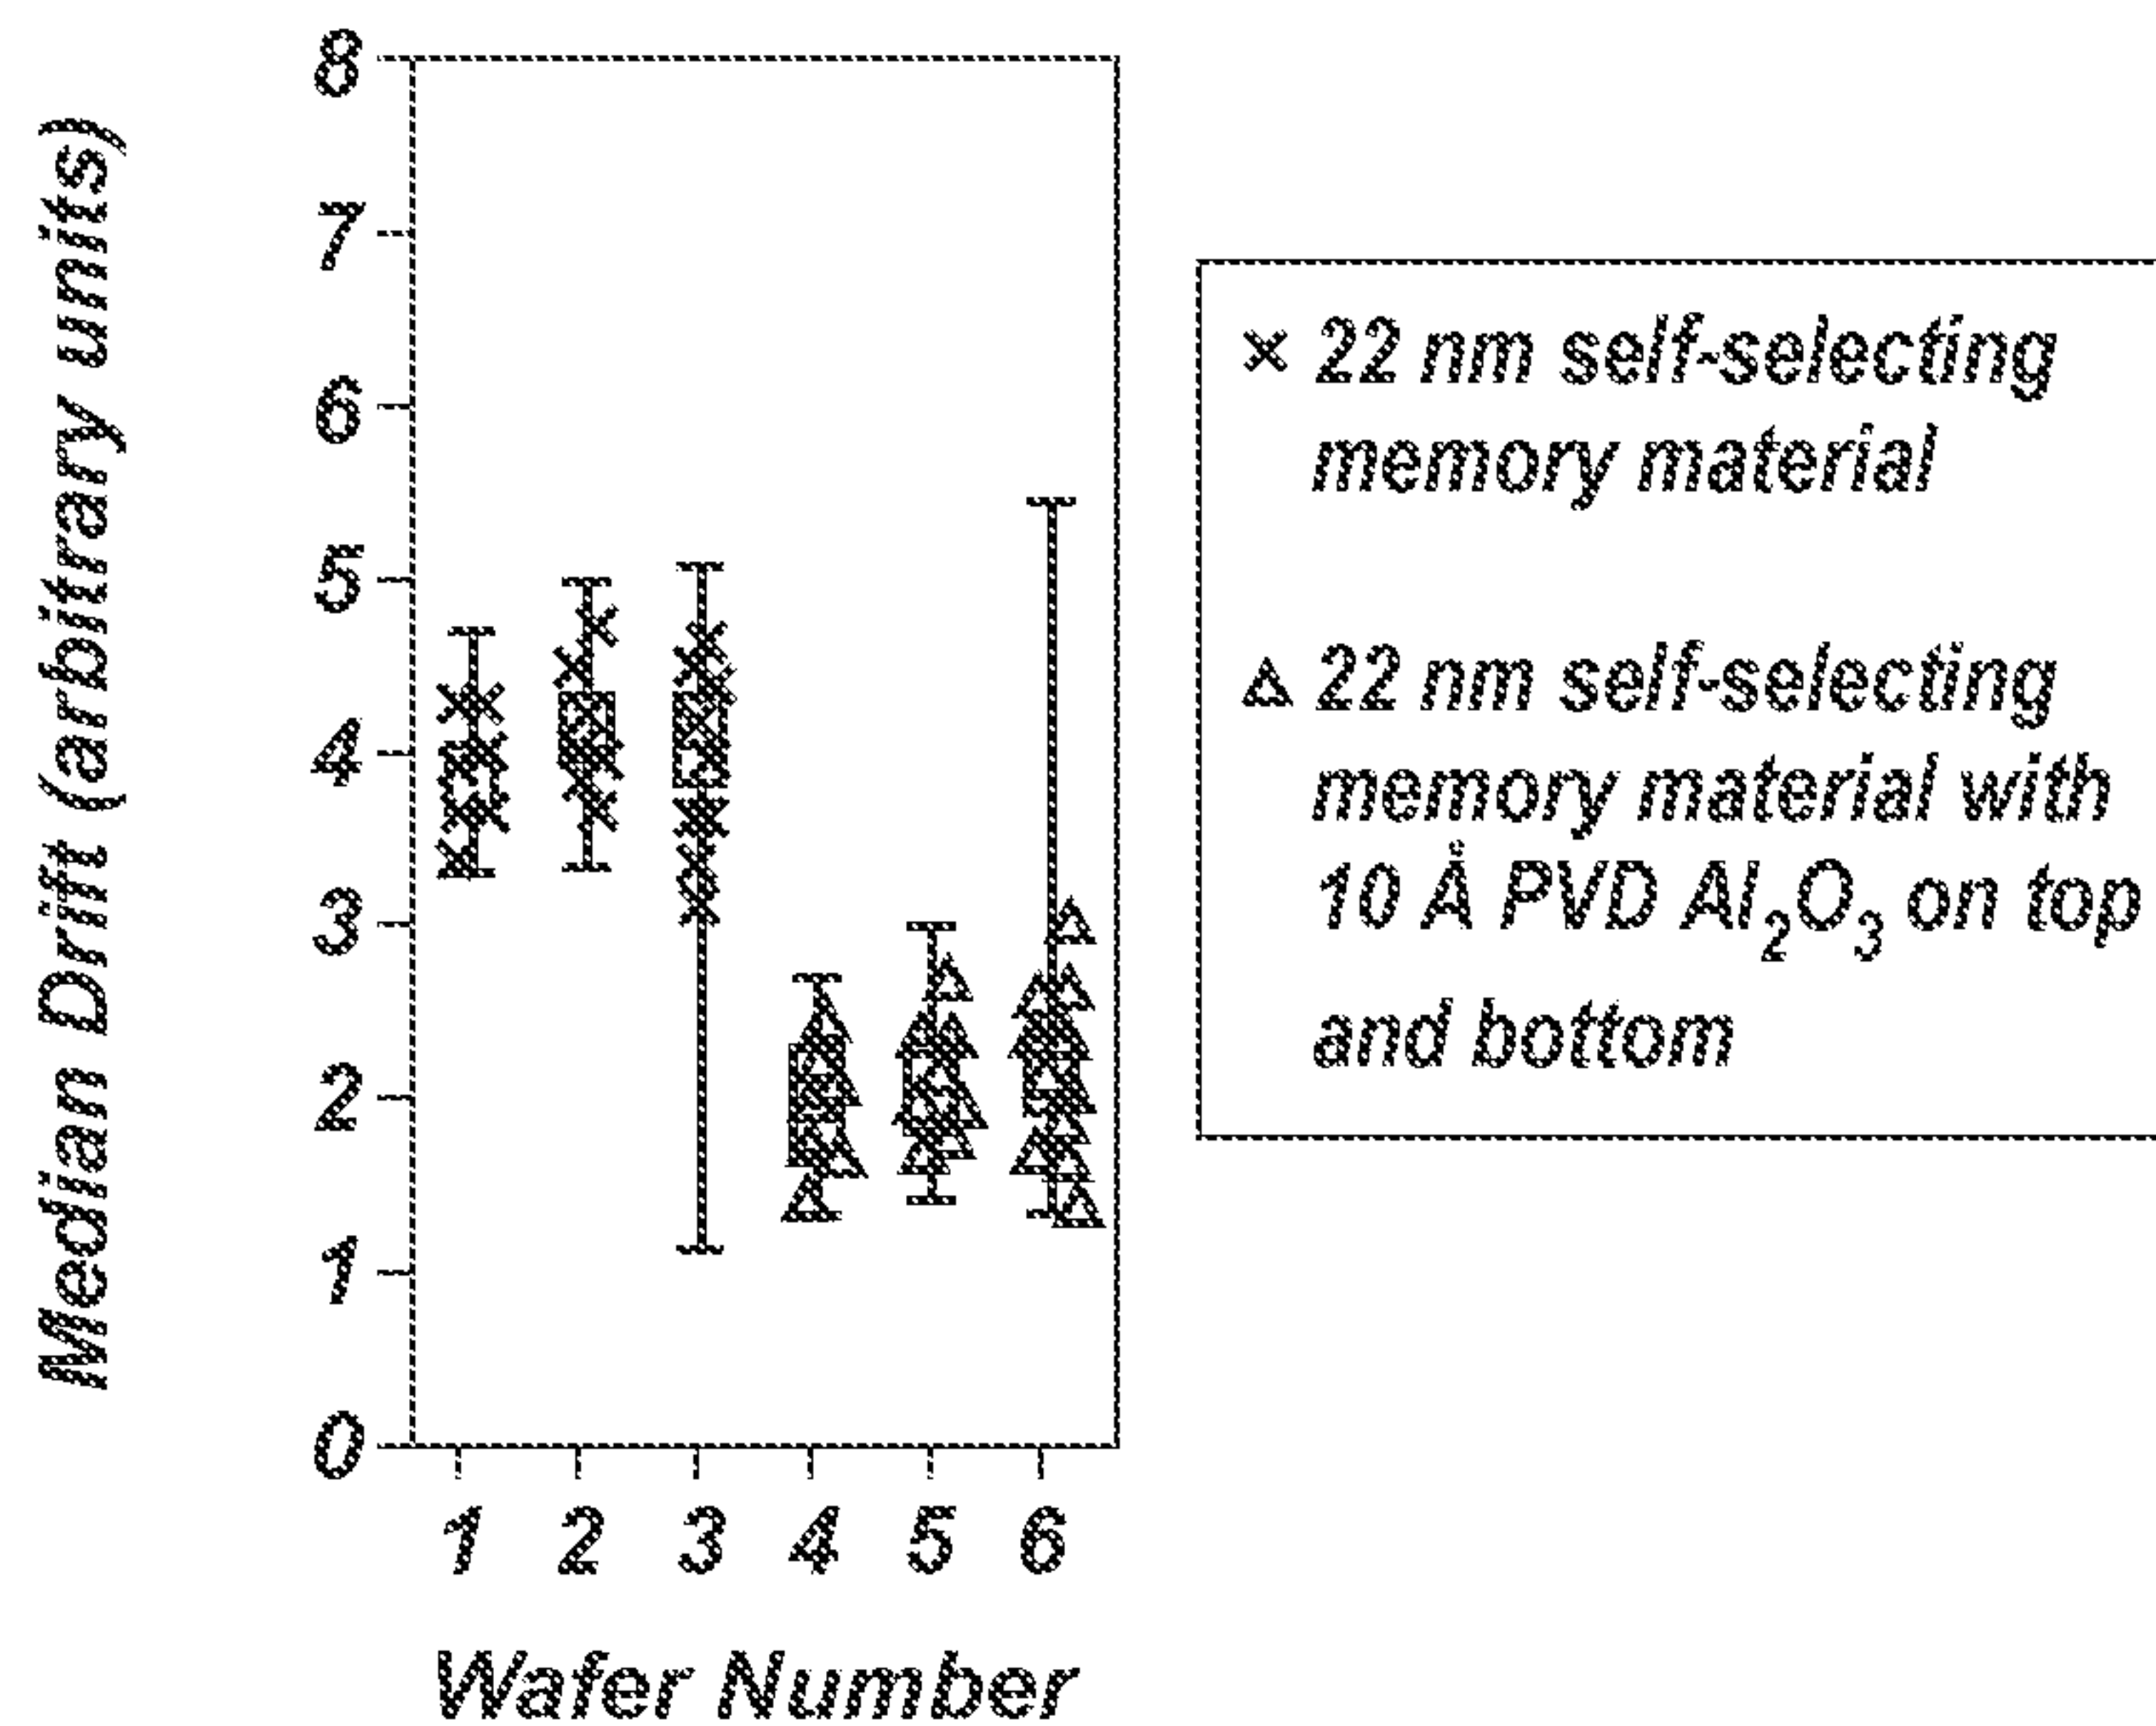 Median Drift (arbitrary units)
8
7
6
5
4
3
2
1
0
1 2 3 4 5 6
Wafer Number
× 22 nm self-selecting
memory material
△ 22 nm self-selecting
memory material with
10 Å PVD Al₂O₃ on top
and bottom